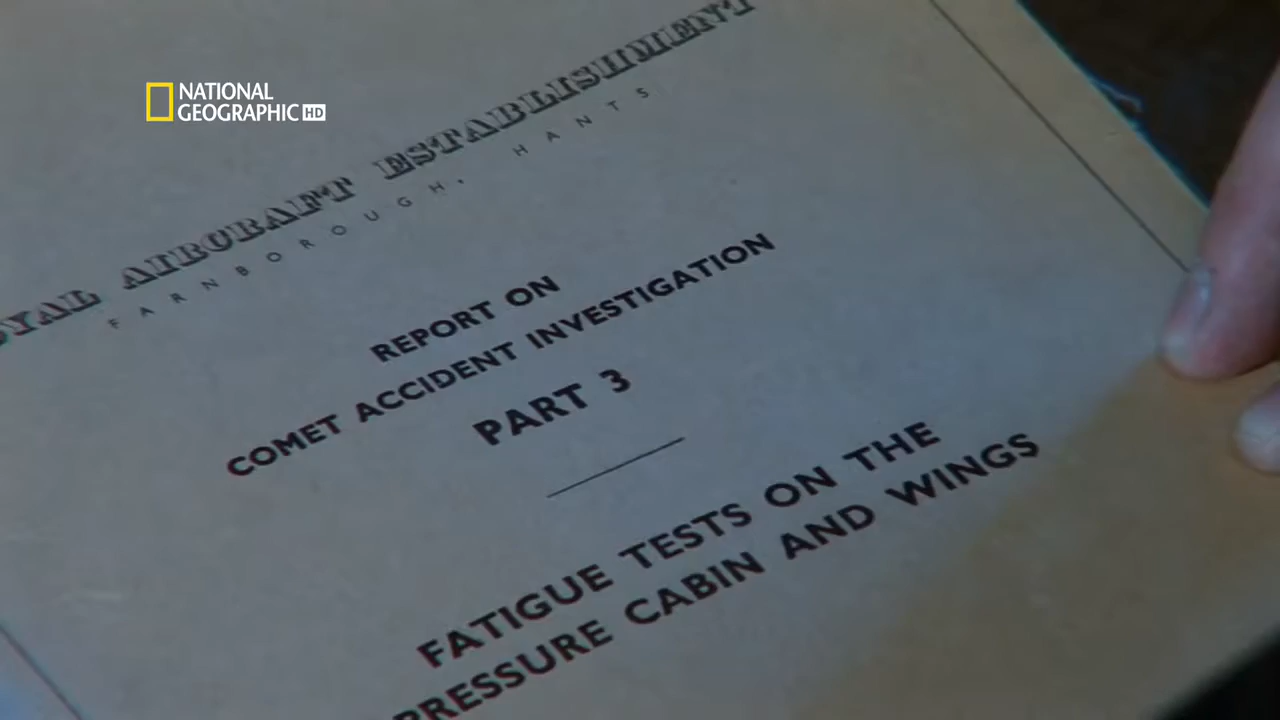 NATIONAL
GEOGRAPHIC HD
ROYAL AIRCRAFT ESTABLISHMENT
FARNBOROUGH, HANTS
REPORT ON
COMET ACCIDENT INVESTIGATION
PART 3
FATIGUE TESTS ON THE
PRESSURE CABIN AND WINGS